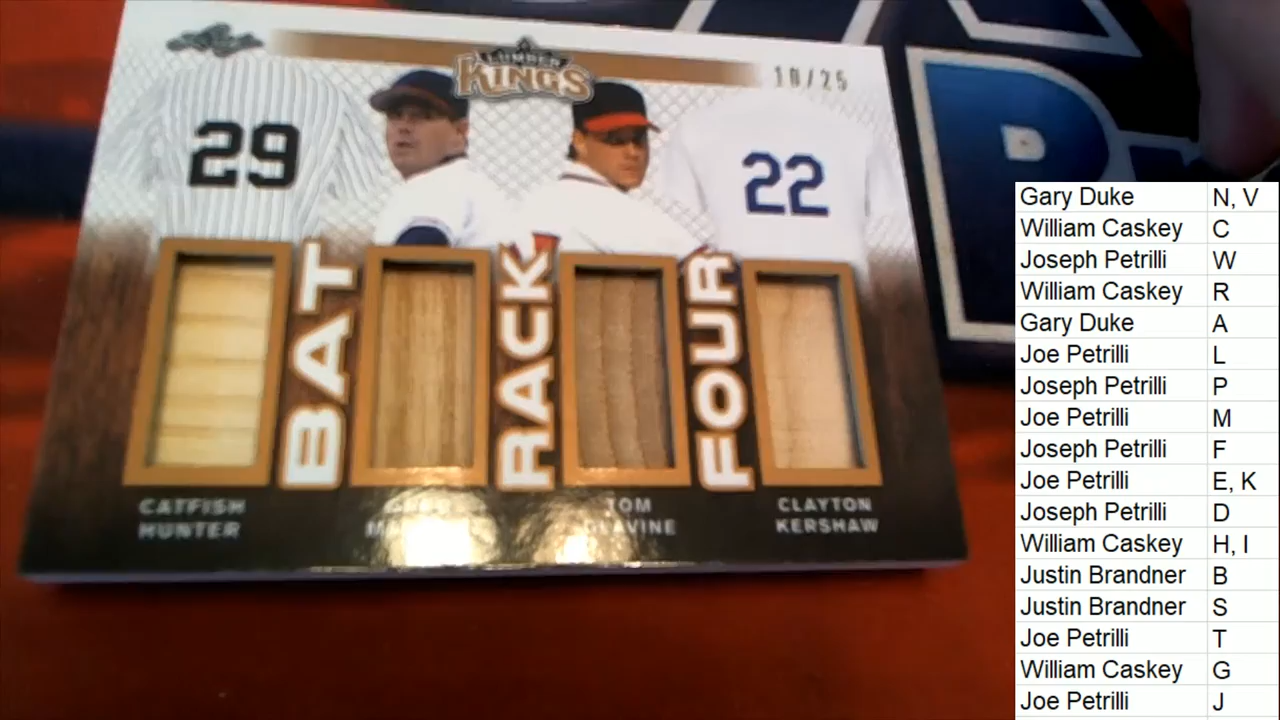 Leaf
LUMBER
KINGS
10/25
29
22
BAT
RACK
FOUR
CATFISH
HUNTER
TOM
GLAVINE
CLAYTON
KERSHAW
P
Gary Duke N, V
William Caskey C
Joseph Petrilli W
William Caskey R
Gary Duke A
Joe Petrilli L
Joseph Petrilli P
Joe Petrilli M
Joseph Petrilli F
Joe Petrilli E, K
Joseph Petrilli D
William Caskey H, I
Justin Brandner B
Justin Brandner S
Joe Petrilli T
William Caskey G
Joe Petrilli J